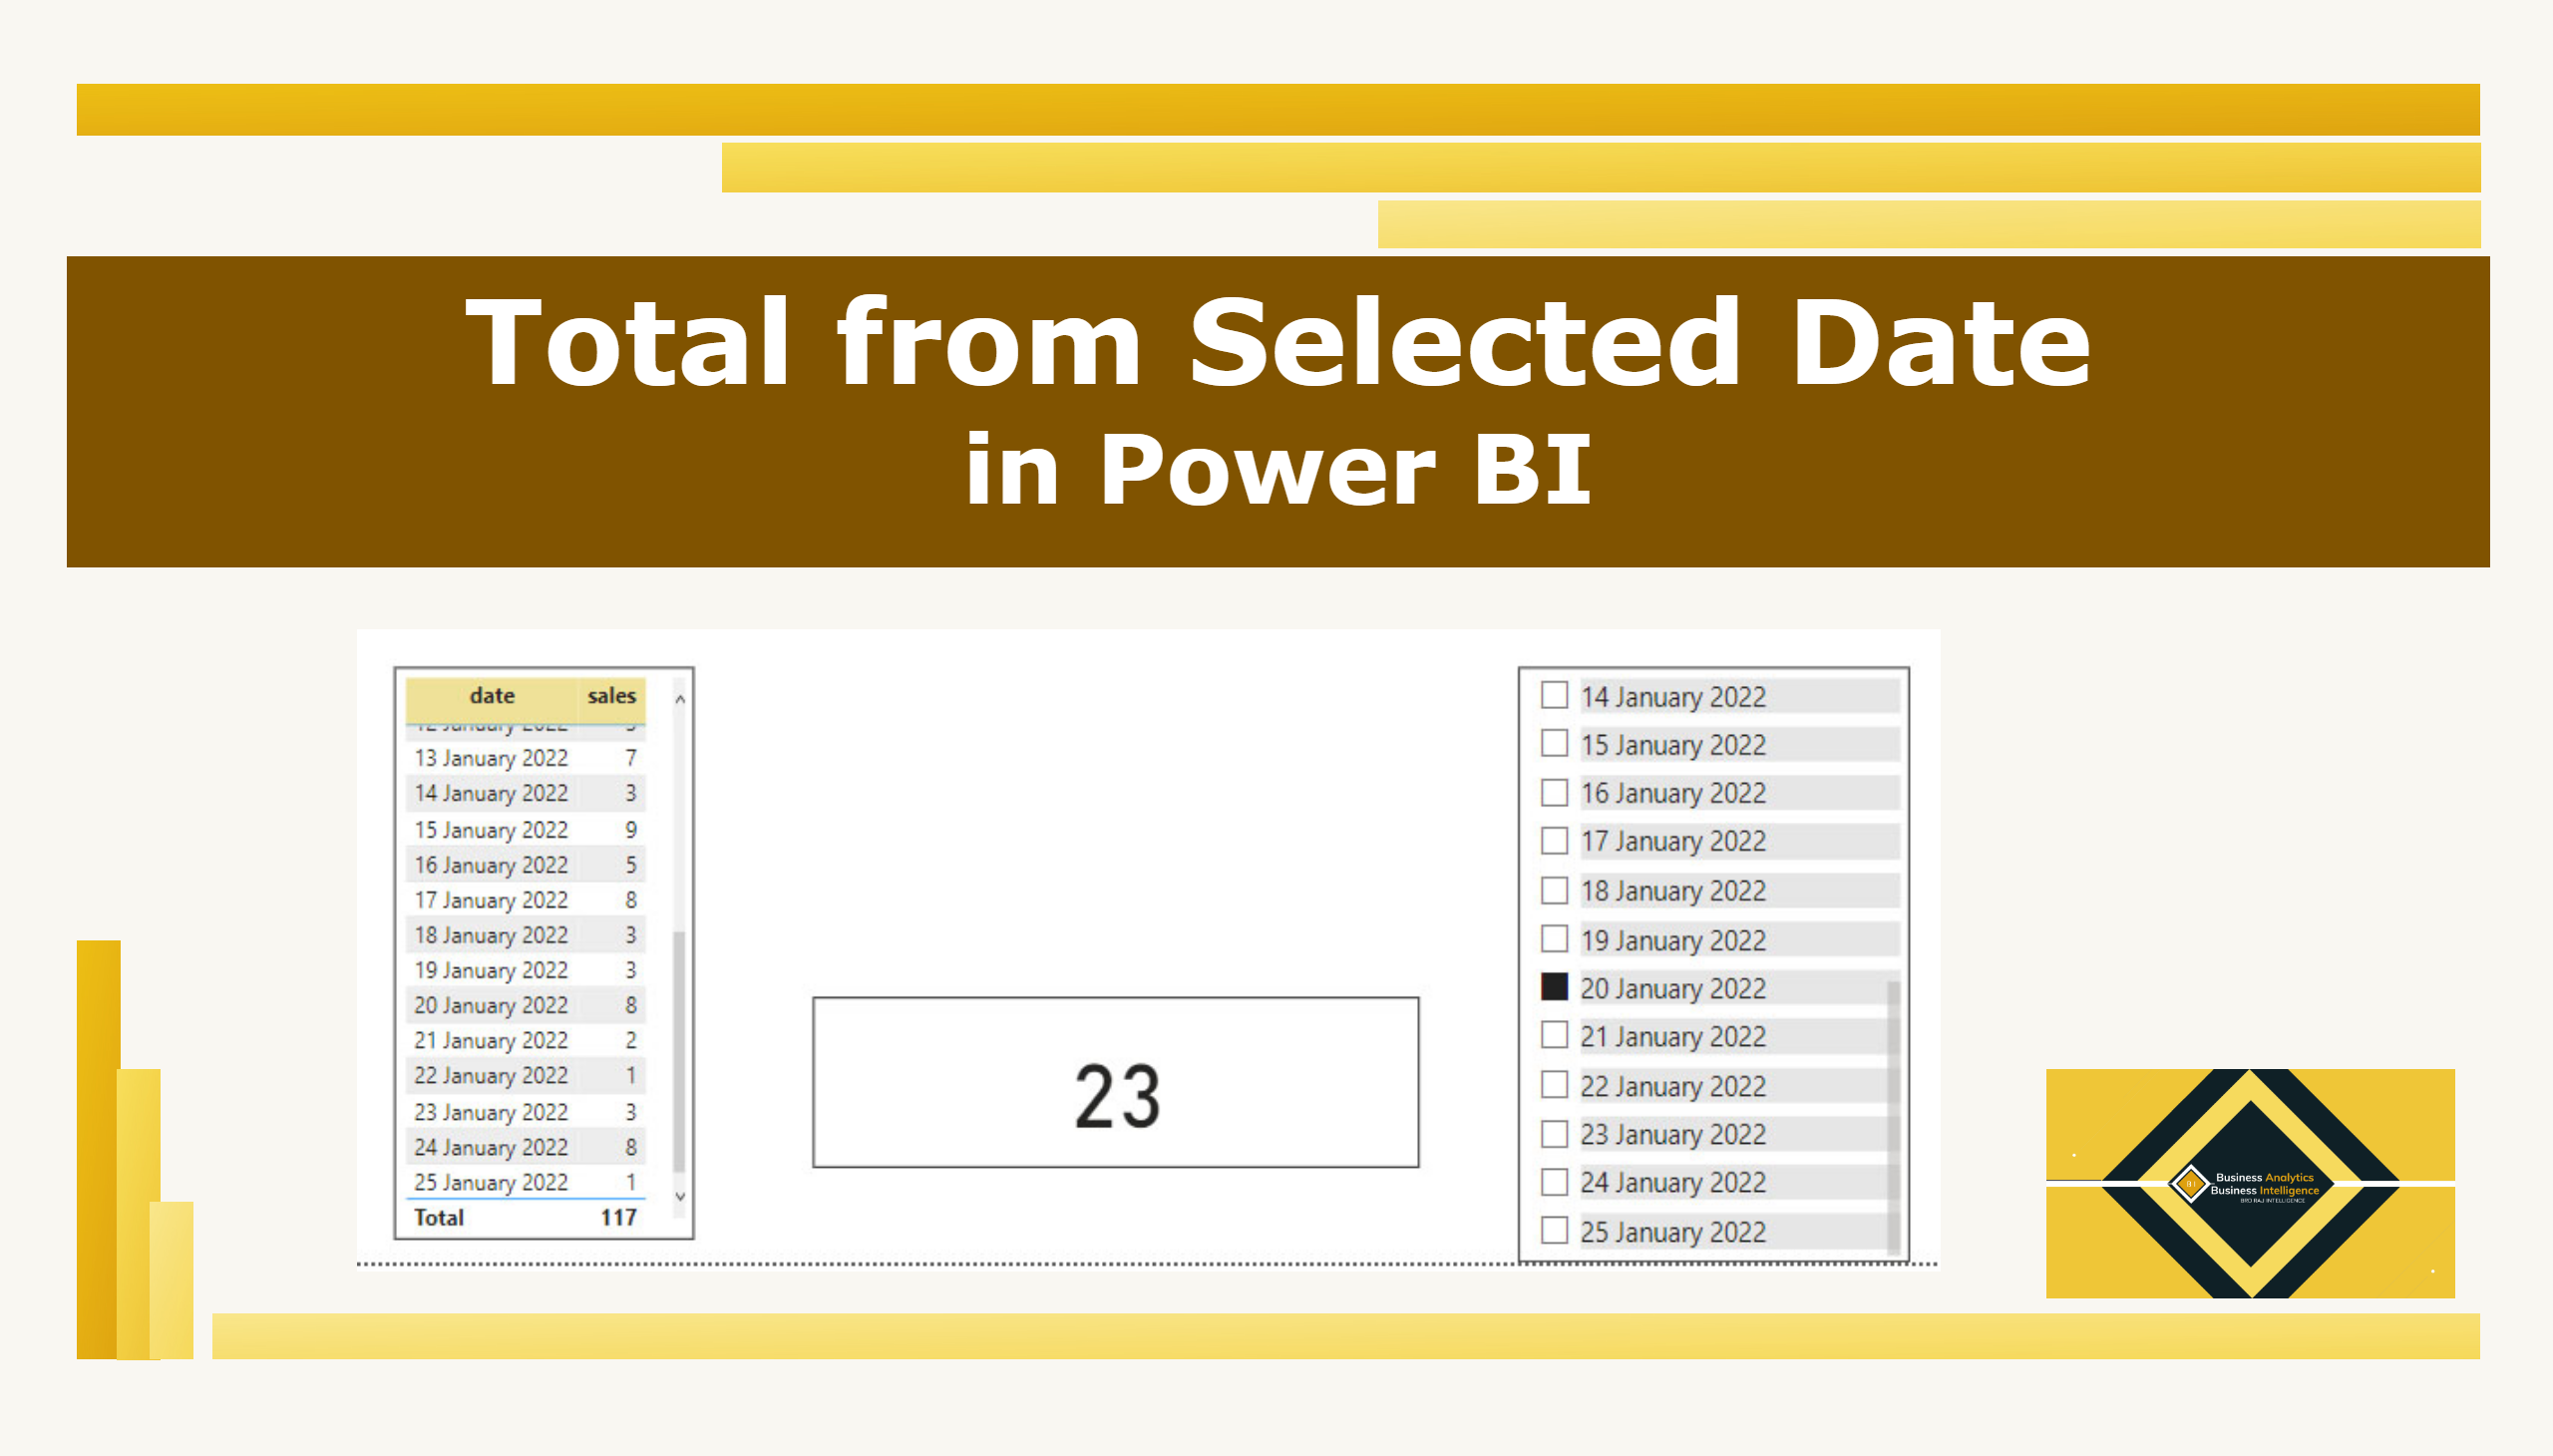 Total from Selected Date
in Power BI
date sales
12 January 2022
13 January 2022 7
14 January 2022 3
15 January 2022 9
16 January 2022 5
17 January 2022 8
18 January 2022 3
19 January 2022 3
20 January 2022 8
21 January 2022 2
22 January 2022 1
23 January 2022 3
24 January 2022 8
25 January 2022 1
Total 117
23
14 January 2022
15 January 2022
16 January 2022
17 January 2022
18 January 2022
19 January 2022
20 January 2022
21 January 2022
22 January 2022
23 January 2022
24 January 2022
25 January 2022
Business Analytics
Business Intelligence